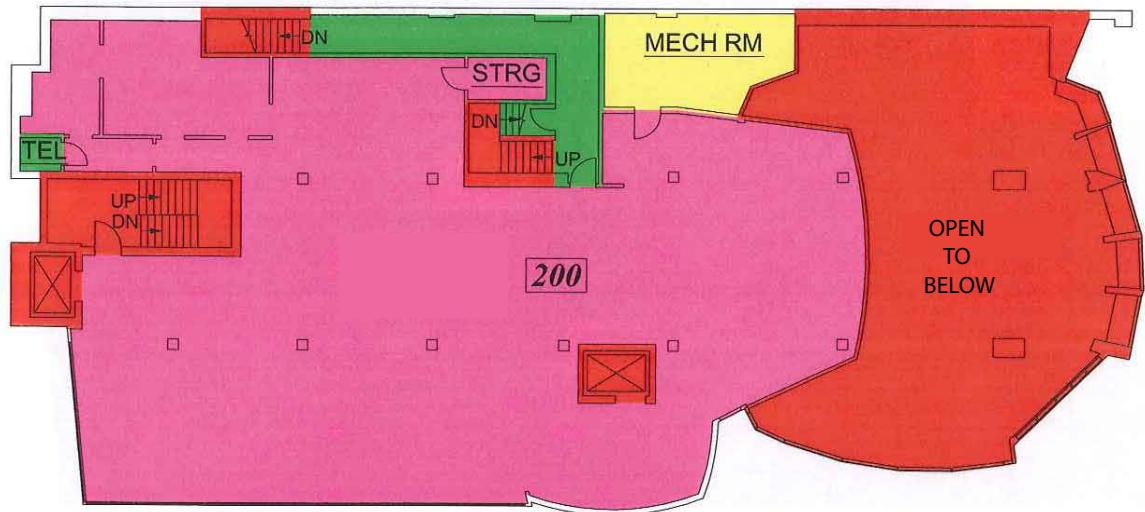 DN
MECH RM
STRG
DN
TEL
UP
UP
DN
OPEN
TO
BELOW
200